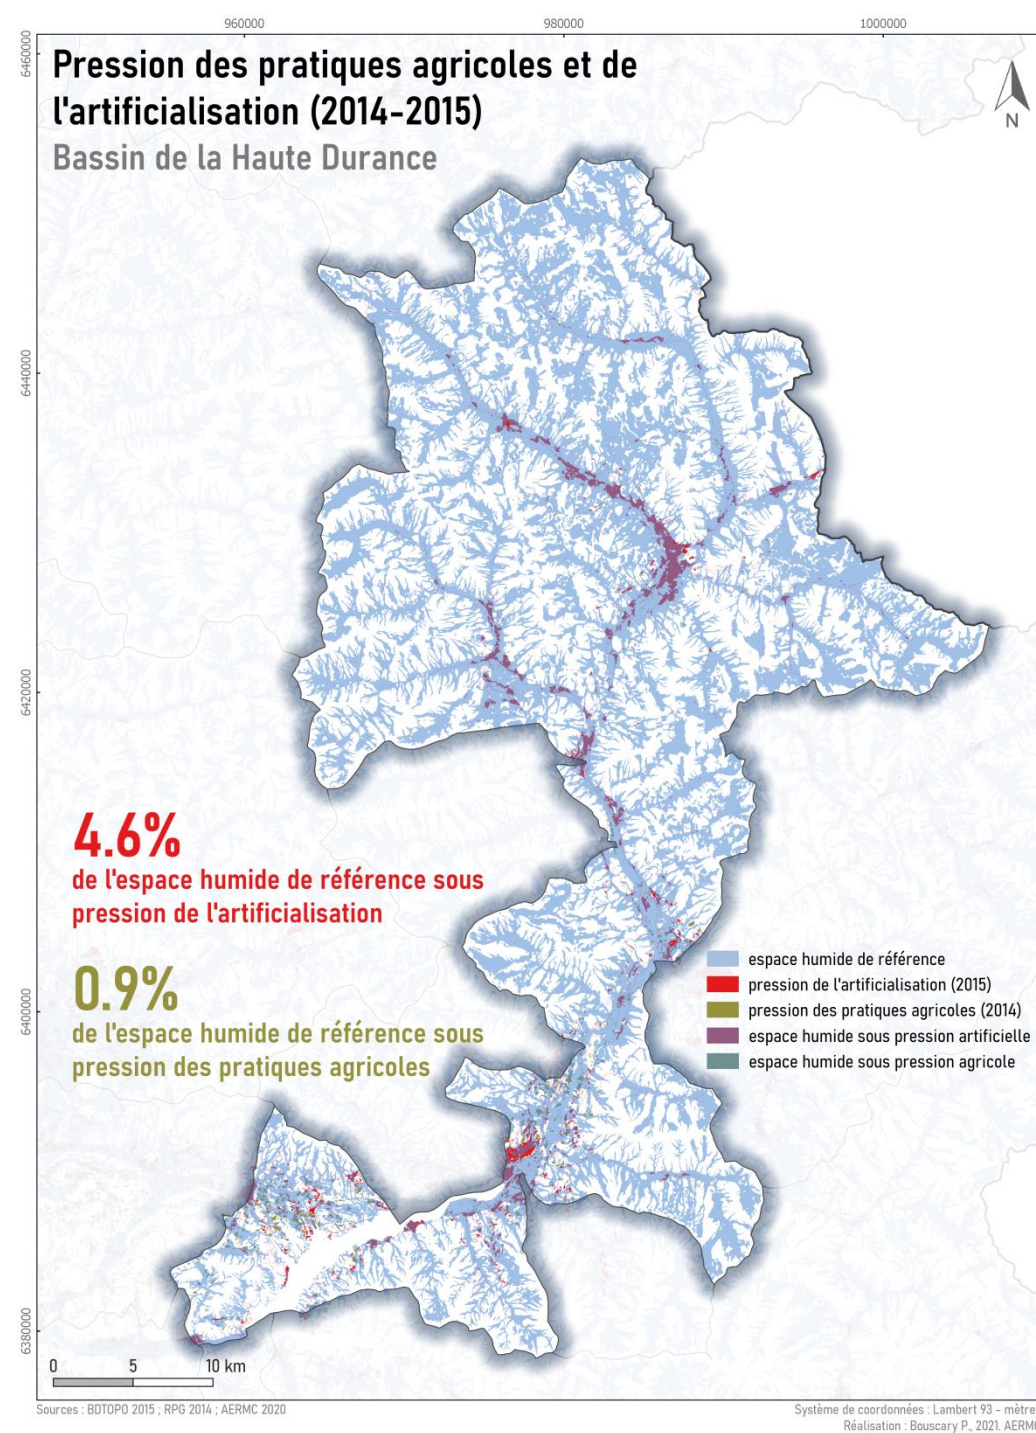 960000
980000
1000000
6460000
Pression des pratiques agricoles et de
l'artificialisation (2014-2015)
Bassin de la Haute Durance
N
6440000
6420000
4.6%
de l'espace humide de référence sous
pression de l'artificialisation
0.9%
de l'espace humide de référence sous
pression des pratiques agricoles
espace humide de référence
pression de l'artificialisation (2015)
pression des pratiques agricoles (2014)
espace humide sous pression artificielle
espace humide sous pression agricole
6400000
6380000
0 5 10 km
Sources : BDTOPO 2015 ; RPG 2014 ; AERMC 2020
Système de coordonnées : Lambert 93 - mètre
Réalisation : Bouscary P., 2021. AERMC